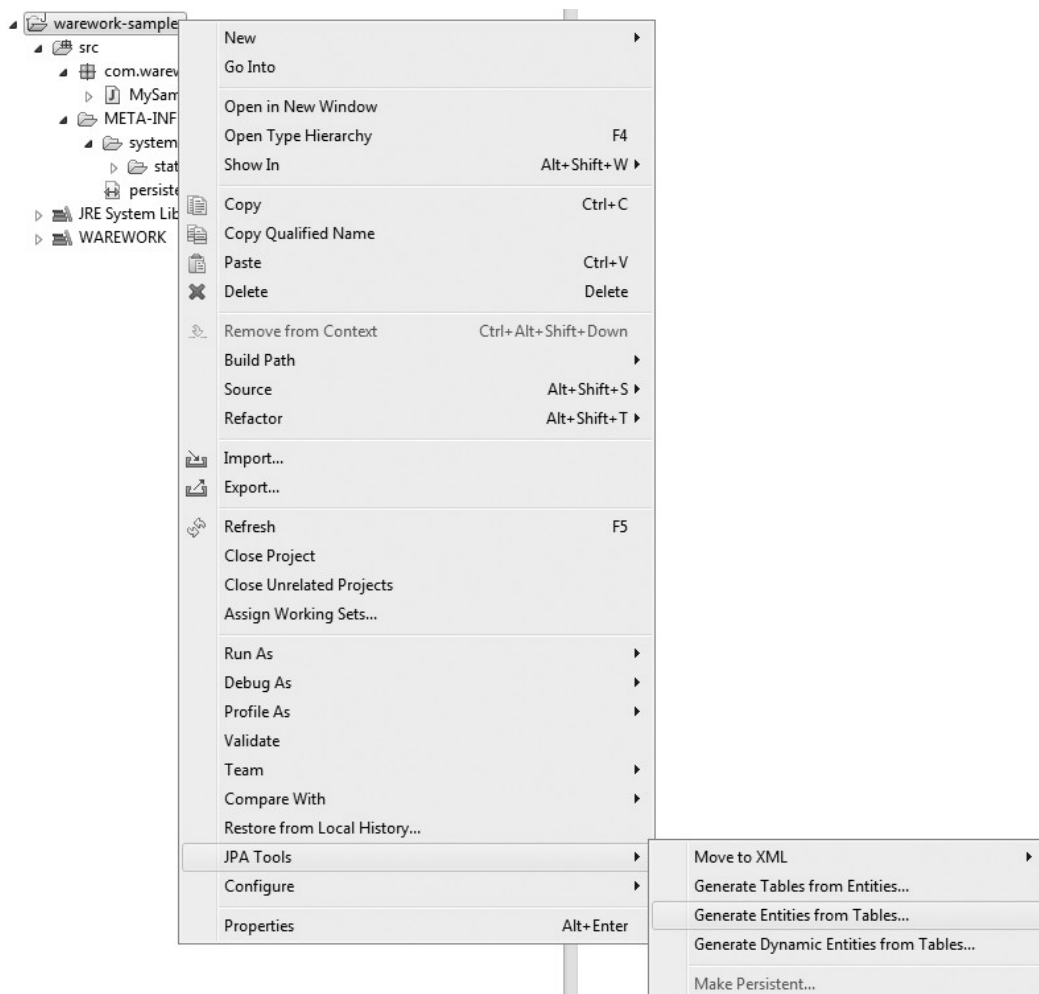 warework-sample
src
com.warew
MySam
META-INF
system
stat
persiste
JRE System Lib
WAREWORK
New
Go Into
Open in New Window
Open Type Hierarchy F4
Show In Alt+Shift+W
Copy Ctrl+C
Copy Qualified Name
Paste Ctrl+V
Delete Delete
Remove from Context Ctrl+Alt+Shift+Down
Build Path
Source Alt+Shift+S
Refactor Alt+Shift+T
Import...
Export...
Refresh F5
Close Project
Close Unrelated Projects
Assign Working Sets...
Run As
Debug As
Profile As
Validate
Team
Compare With
Restore from Local History...
JPA Tools
Configure
Properties Alt+Enter
Move to XML
Generate Tables from Entities...
Generate Entities from Tables...
Generate Dynamic Entities from Tables...
Make Persistent...